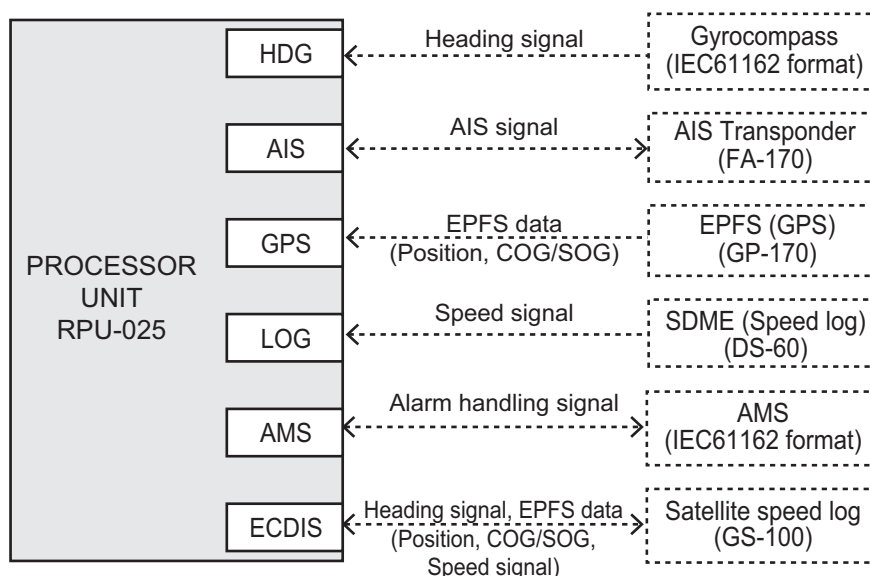 PROCESSOR
UNIT
RPU-025
HDG
Heading signal
Gyrocompass
(IEC61162 format)
AIS
AIS signal
AIS Transponder
(FA-170)
GPS
EPFS data
(Position, COG/SOG)
EPFS (GPS)
(GP-170)
LOG
Speed signal
SDME (Speed log)
(DS-60)
AMS
Alarm handling signal
AMS
(IEC61162 format)
ECDIS
Heading signal, EPFS data
(Position, COG/SOG,
Speed signal)
Satellite speed log
(GS-100)